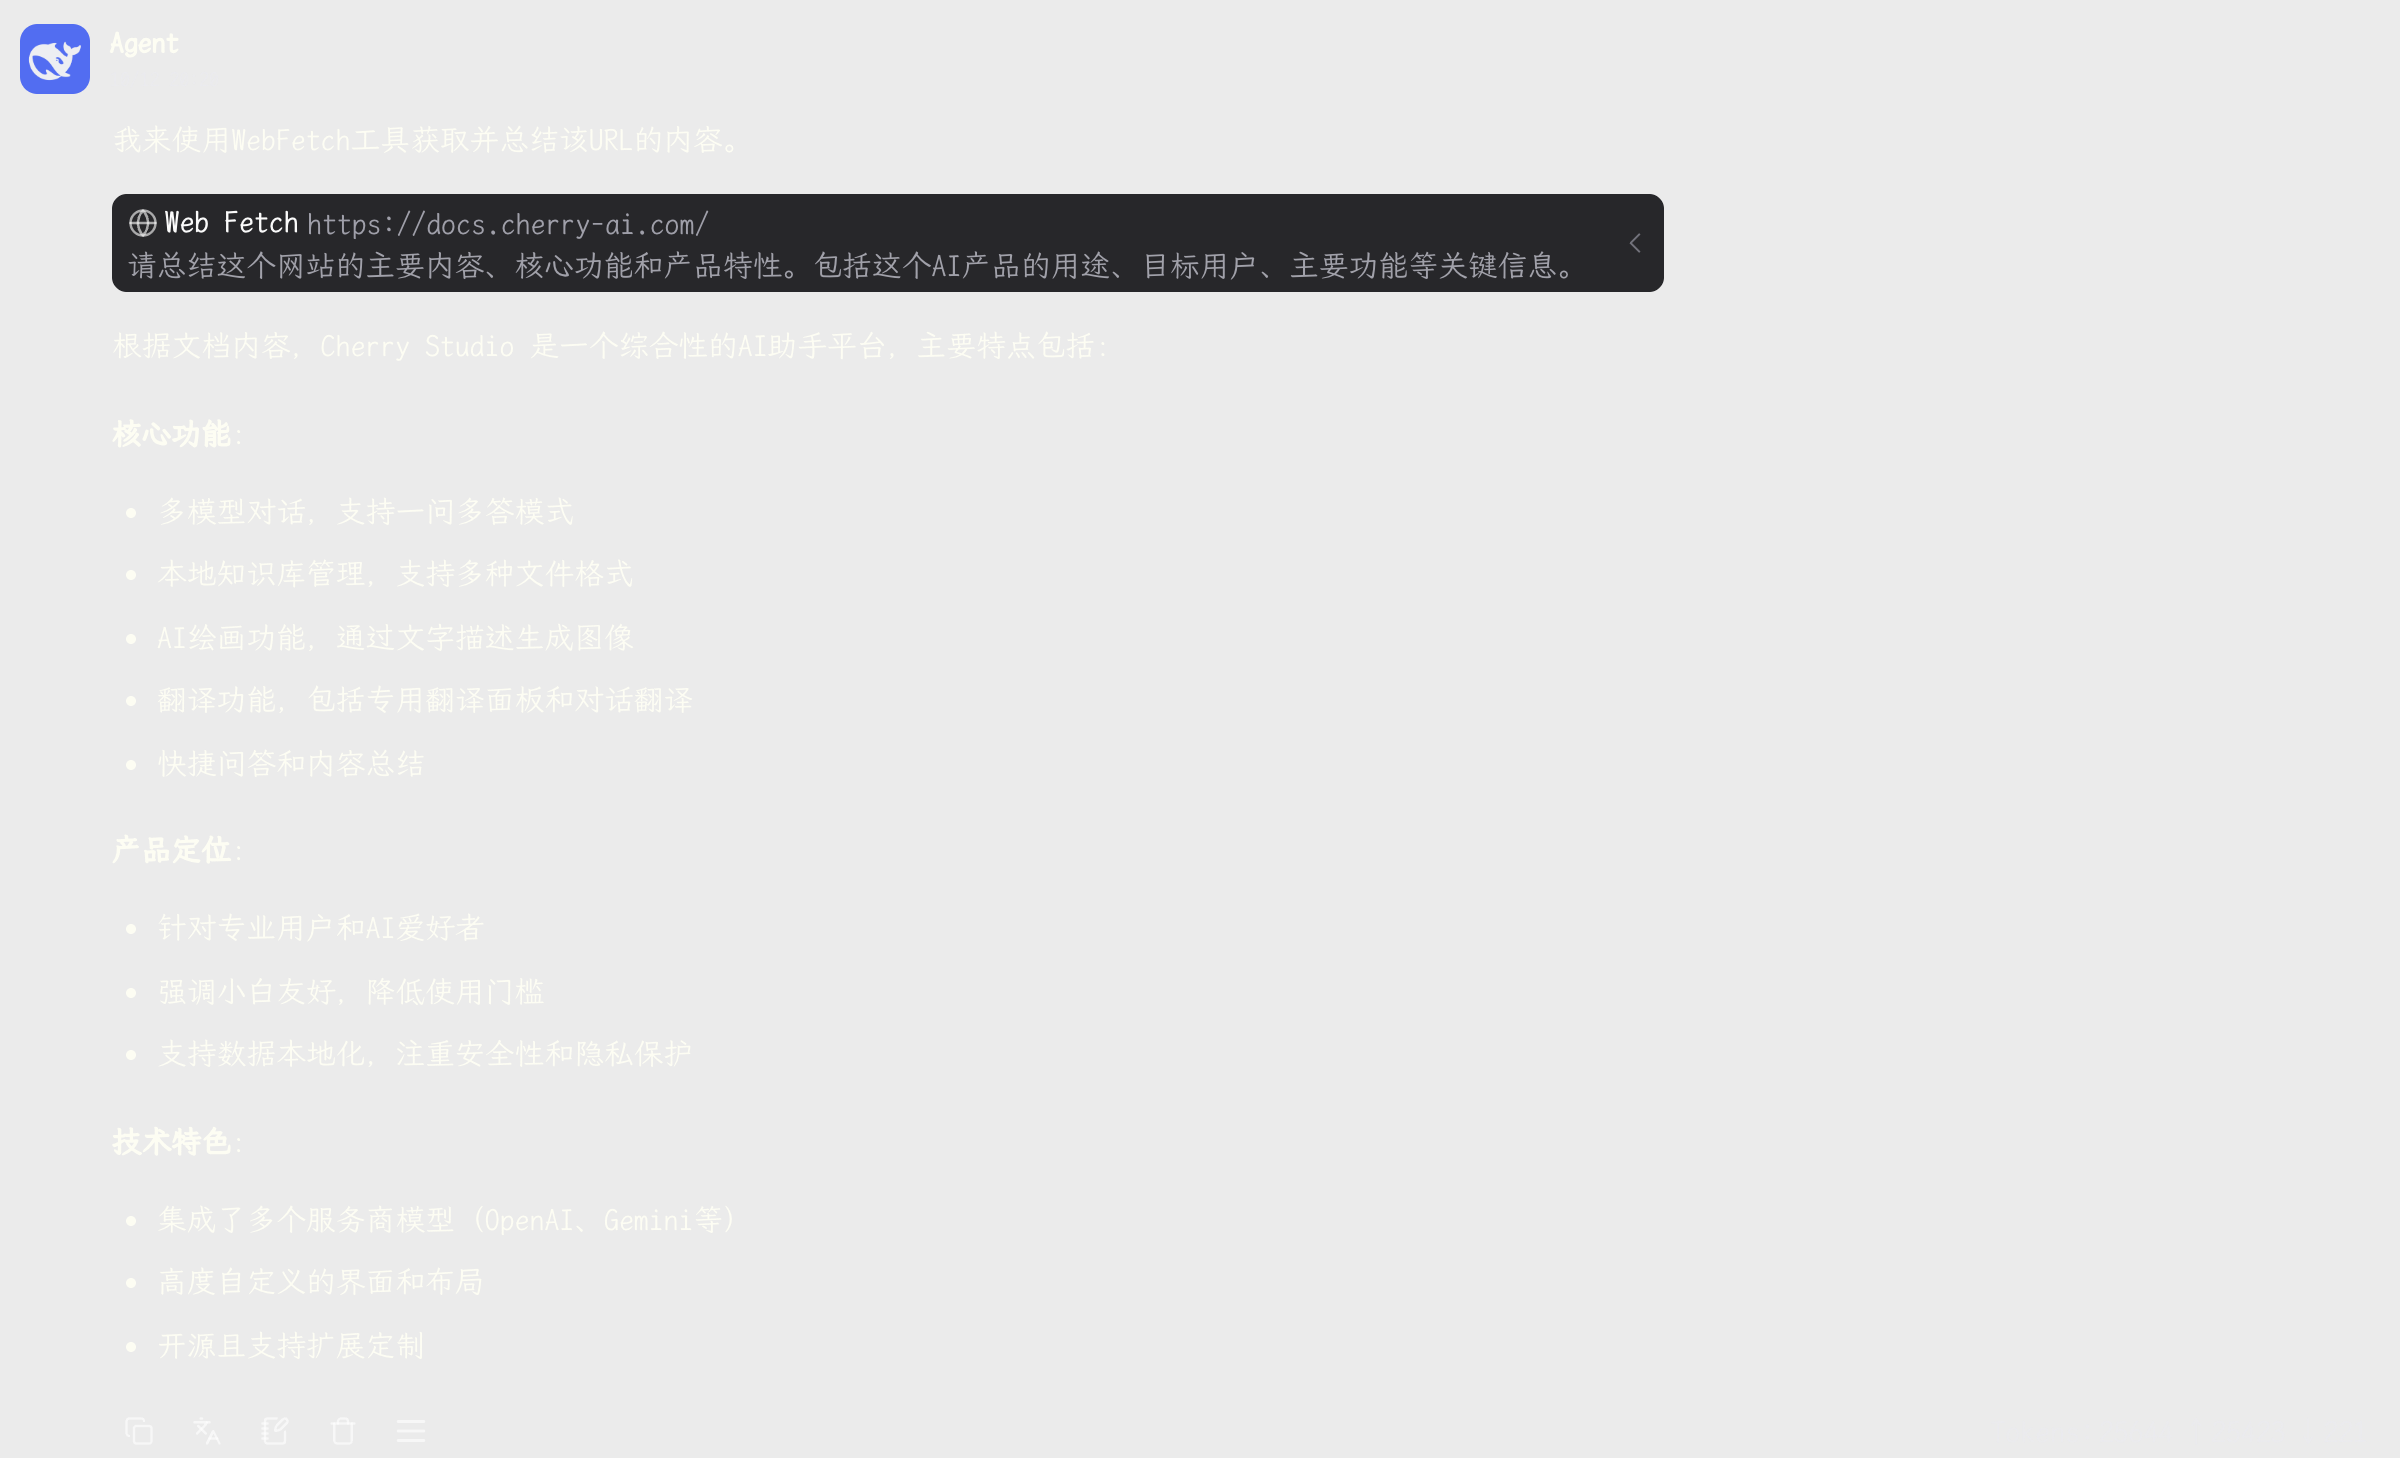 Agent
我来使用WebFetch工具获取并总结该URL的内容。
Web Fetch https://docs.cherry-ai.com/
请总结这个网站的主要内容、核心功能和产品特性。包括这个AI产品的用途、目标用户、主要功能等关键信息。
根据文档内容，Cherry Studio 是一个综合性的AI助手平台，主要特点包括：
核心功能：
• 多模型对话，支持一问多答模式
• 本地知识库管理，支持多种文件格式
• AI绘画功能，通过文字描述生成图像
• 翻译功能，包括专用翻译面板和对话翻译
• 快捷问答和内容总结
产品定位：
• 针对专业用户和AI爱好者
• 强调小白友好，降低使用门槛
• 支持数据本地化，注重安全性和隐私保护
技术特色：
• 集成了多个服务商模型（OpenAI、Gemini等）
• 高度自定义的界面和布局
• 开源且支持扩展定制